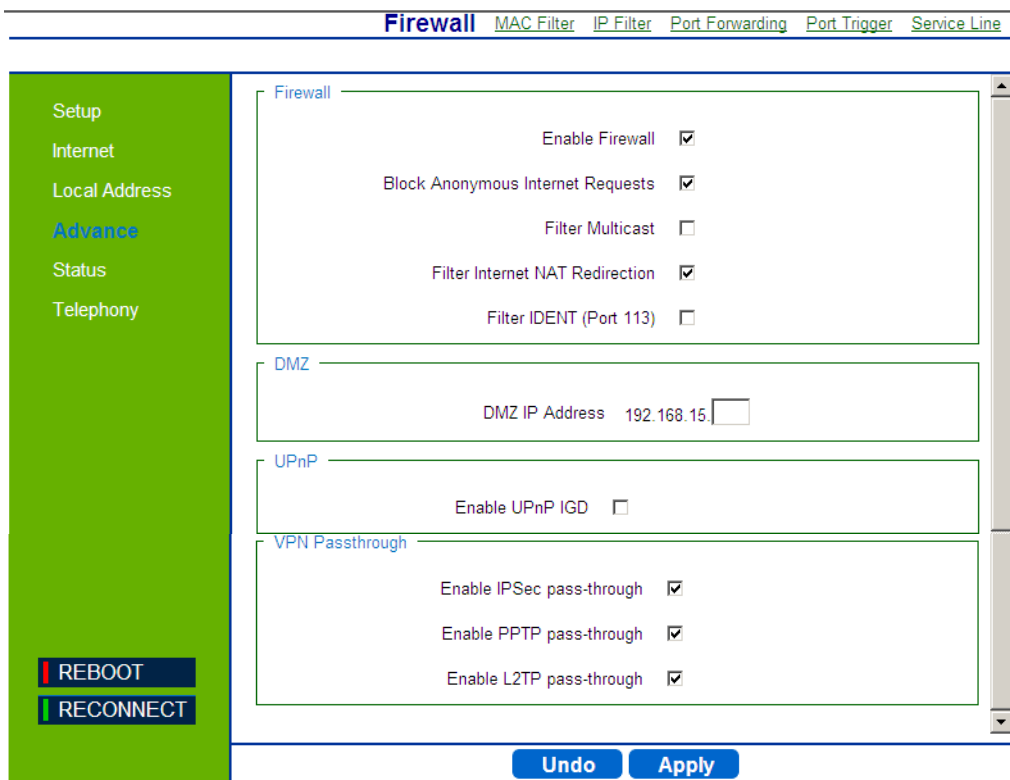 Firewall MAC Filter IP Filter Port Forwarding Port Trigger Service Line
Setup
Internet
Local Address
Advance
Status
Telephony
REBOOT
RECONNECT
Firewall
Enable Firewall
Block Anonymous Internet Requests
Filter Multicast
Filter Internet NAT Redirection
Filter IDENT (Port 113)
DMZ
DMZ IP Address 192.168.15.
UPnP
Enable UPnP IGD
VPN Passthrough
Enable IPSec pass-through
Enable PPTP pass-through
Enable L2TP pass-through
Undo Apply